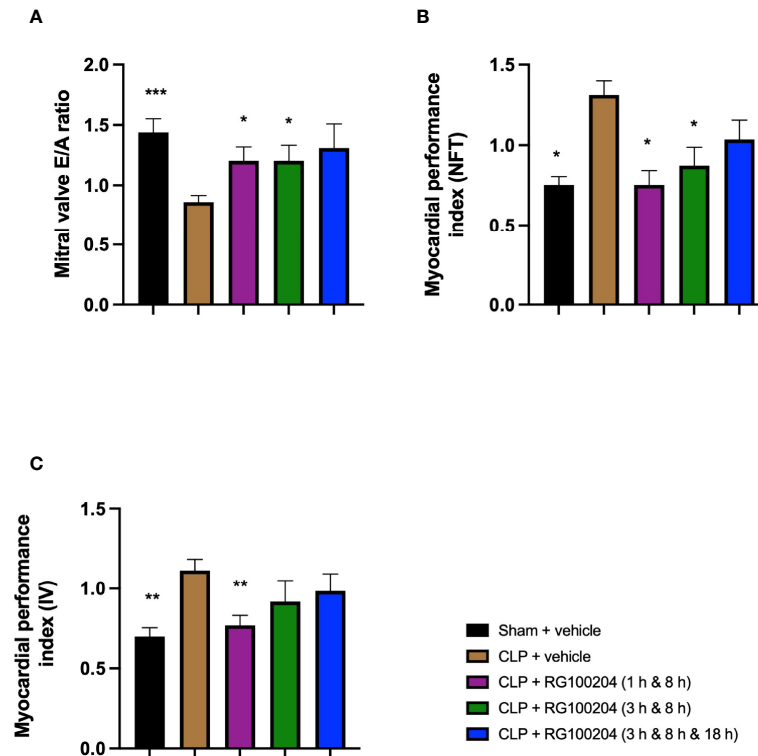 A
Mitral valve E/A ratio
2.0
1.5
1.0
0.5
0.0
***
*
*
B
Myocardial performance
index (NFT)
1.5
1.0
0.5
0.0
*
*
*
C
Myocardial performance
index (IV)
1.5
1.0
0.5
0.0
**
**
Sham + vehicle
CLP + vehicle
CLP + RG100204 (1 h & 8 h)
CLP + RG100204 (3 h & 8 h)
CLP + RG100204 (3 h & 8 h & 18 h)